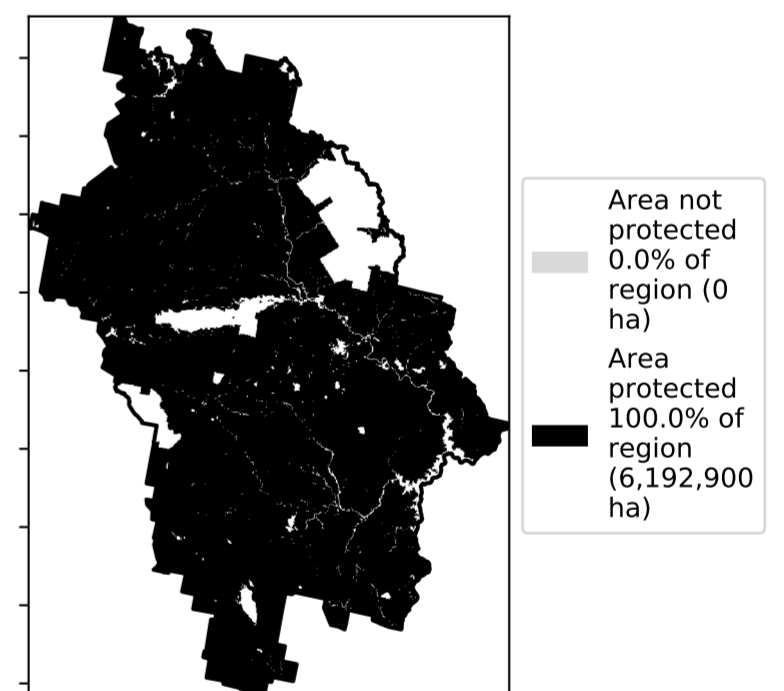 Area not
protected
0.0% of
region (0
ha)
Area
protected
100.0% of
region
(6,192,900
ha)